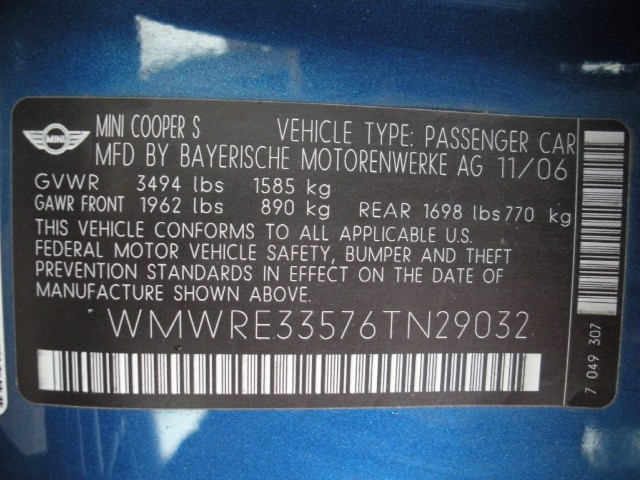 MINI
MINI COOPER S VEHICLE TYPE: PASSENGER CAR
MFD BY BAYERISCHE MOTORENWERKE AG 11/06
GVWR 3494 lbs 1585 kg
GAWR FRONT 1962 lbs 890 kg REAR 1698 lbs 770 kg
THIS VEHICLE CONFORMS TO ALL APPLICABLE U.S.
FEDERAL MOTOR VEHICLE SAFETY, BUMPER AND THEFT
PREVENTION STANDARDS IN EFFECT ON THE DATE OF
MANUFACTURE SHOWN ABOVE.
WMWRE33576TN29032
7 049 307